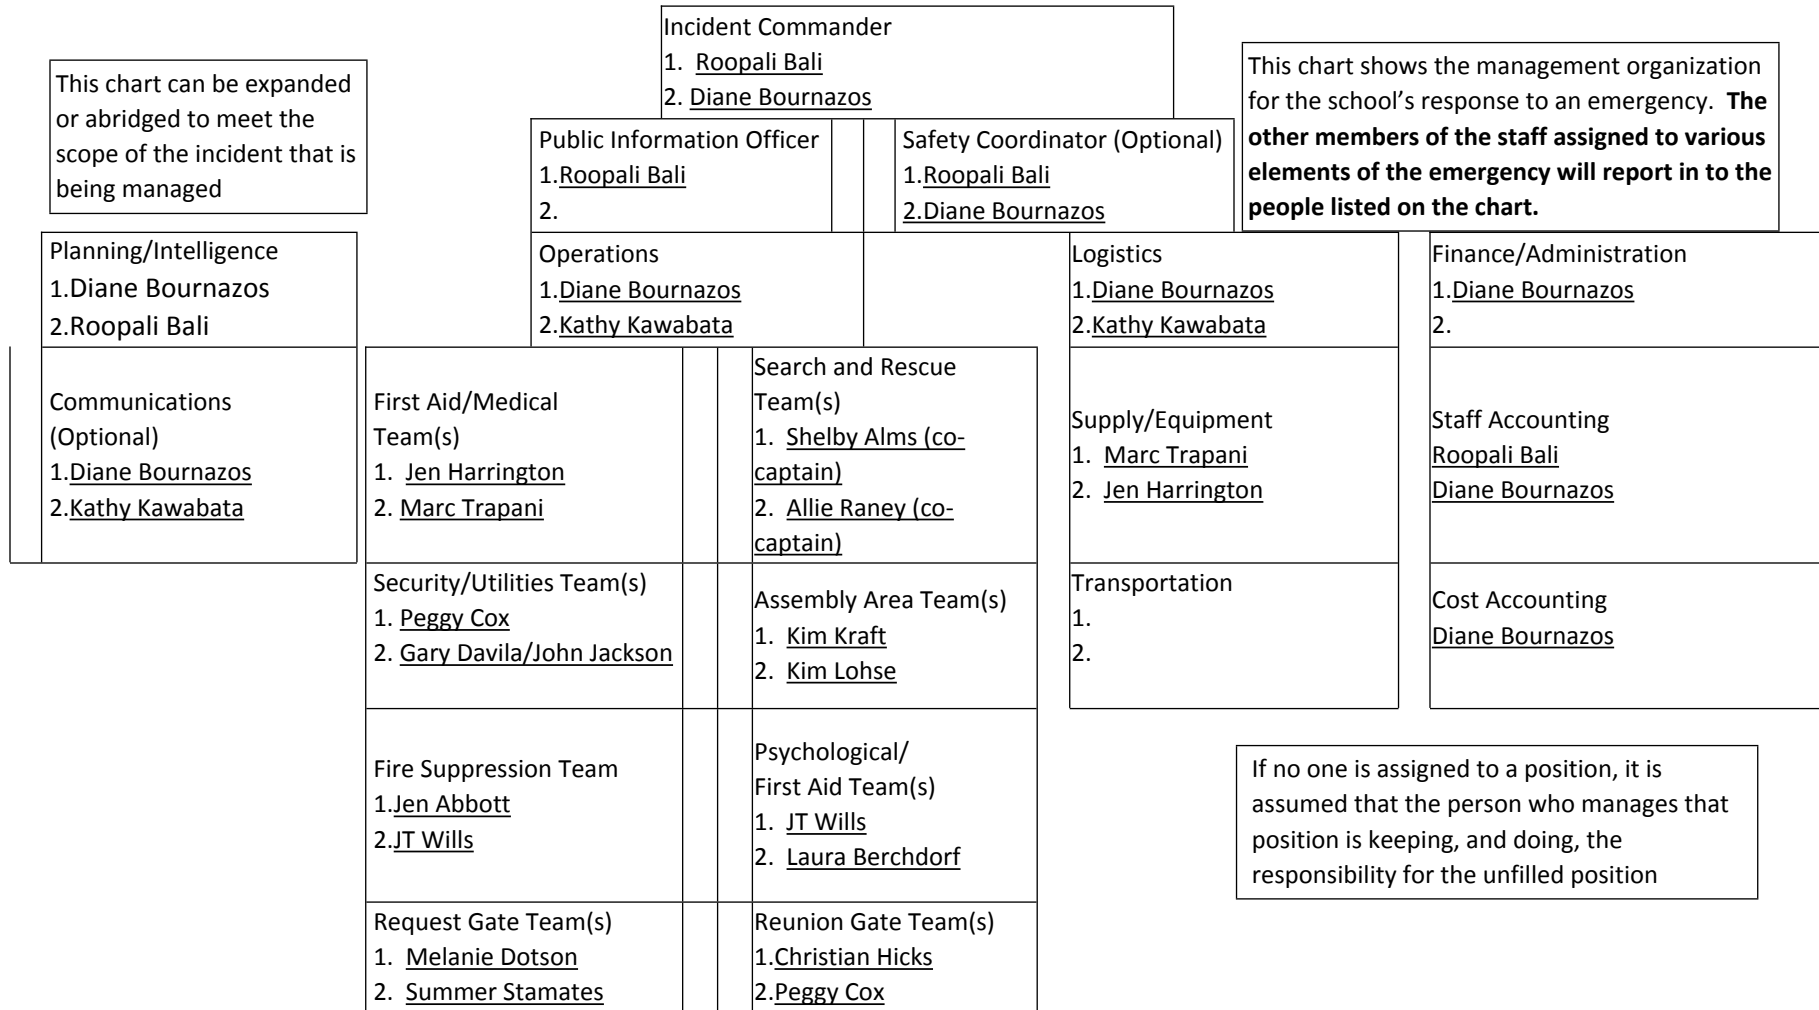 Incident Commander
1. Roopali Bali
2. Diane Bournazos
This chart can be expanded
or abridged to meet the
scope of the incident that is
being managed
This chart shows the management organization
for the school’s response to an emergency. The
other members of the staff assigned to various
elements of the emergency will report in to the
people listed on the chart.
Public Information Officer
1.Roopali Bali
2.
Safety Coordinator (Optional)
1.Roopali Bali
2.Diane Bournazos
Planning/Intelligence
1.Diane Bournazos
2.Roopali Bali
Operations
1.Diane Bournazos
2.Kathy Kawabata
Logistics
1.Diane Bournazos
2.Kathy Kawabata
Finance/Administration
1.Diane Bournazos
2.
Communications
(Optional)
1.Diane Bournazos
2.Kathy Kawabata
First Aid/Medical
Team(s)
1. Jen Harrington
2. Marc Trapani
Search and Rescue
Team(s)
1. Shelby Alms (co-
captain)
2. Allie Raney (co-
captain)
Supply/Equipment
1. Marc Trapani
2. Jen Harrington
Staff Accounting
Roopali Bali
Diane Bournazos
Security/Utilities Team(s)
1. Peggy Cox
2. Gary Davila/John Jackson
Assembly Area Team(s)
1. Kim Kraft
2. Kim Lohse
Transportation
1.
2.
Cost Accounting
Diane Bournazos
Fire Suppression Team
1.Jen Abbott
2.JT Wills
Psychological/
First Aid Team(s)
1. JT Wills
2. Laura Berchdorf
If no one is assigned to a position, it is
assumed that the person who manages that
position is keeping, and doing, the
responsibility for the unfilled position
Request Gate Team(s)
1. Melanie Dotson
2. Summer Stamates
Reunion Gate Team(s)
1.Christian Hicks
2.Peggy Cox